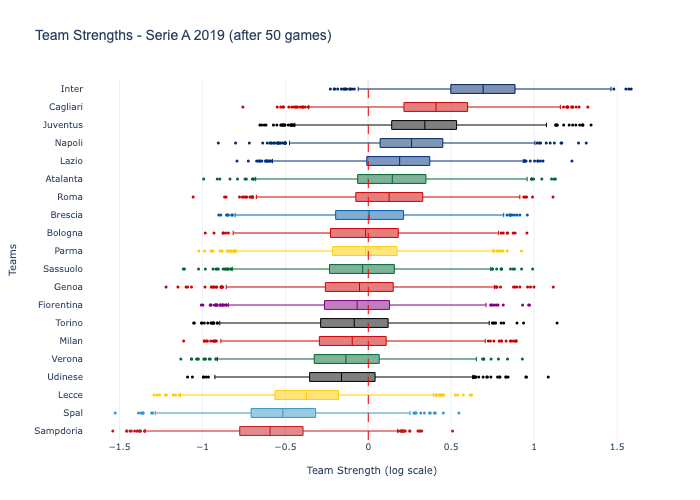 Team Strengths - Serie A 2019 (after 50 games)
Inter
Cagliari
Juventus
Napoli
Lazio
Atalanta
Roma
Brescia
Bologna
Parma
Sassuolo
Genoa
Fiorentina
Torino
Milan
Verona
Udinese
Lecce
Spal
Sampdoria
Teams
−1.5 −1 −0.5 0 0.5 1 1.5
Team Strength (log scale)